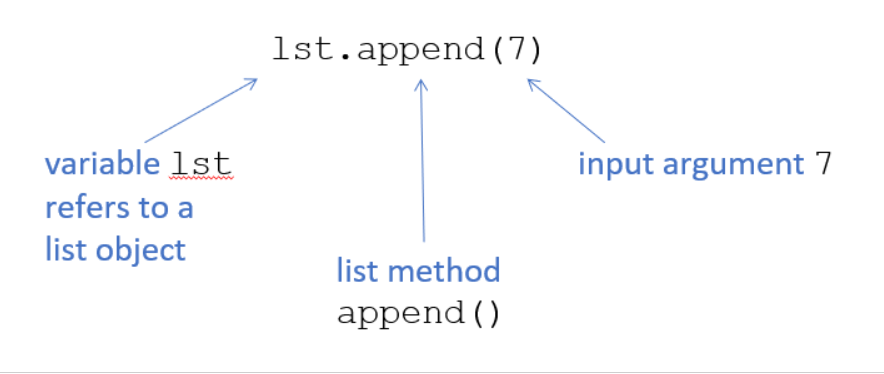 lst.append(7)
variable lst
refers to a
list object
input argument 7
list method
append()